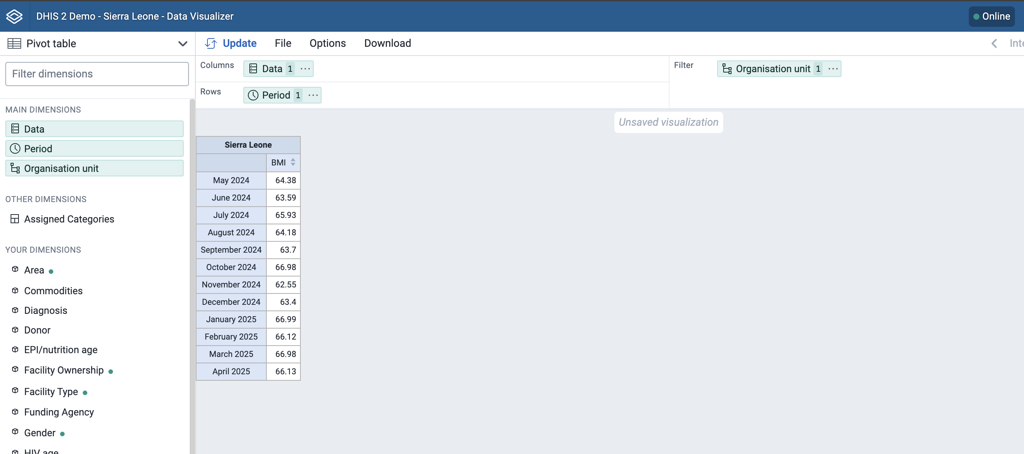 DHIS 2 Demo - Sierra Leone - Data Visualizer
Online
Pivot table
Update File Options Download
Filter dimensions
Columns Data 1 ···
Filter Organisation unit 1 ···
Rows Period 1 ···
MAIN DIMENSIONS
Data
Period
Organisation unit
OTHER DIMENSIONS
Assigned Categories
YOUR DIMENSIONS
Area
Commodities
Diagnosis
Donor
EPI/nutrition age
Facility Ownership
Facility Type
Funding Agency
Gender
HIV age
Unsaved visualization
Sierra Leone
BMI
May 2024 64.38
June 2024 63.59
July 2024 65.93
August 2024 64.18
September 2024 63.7
October 2024 66.98
November 2024 62.55
December 2024 63.4
January 2025 66.99
February 2025 66.12
March 2025 66.98
April 2025 66.13